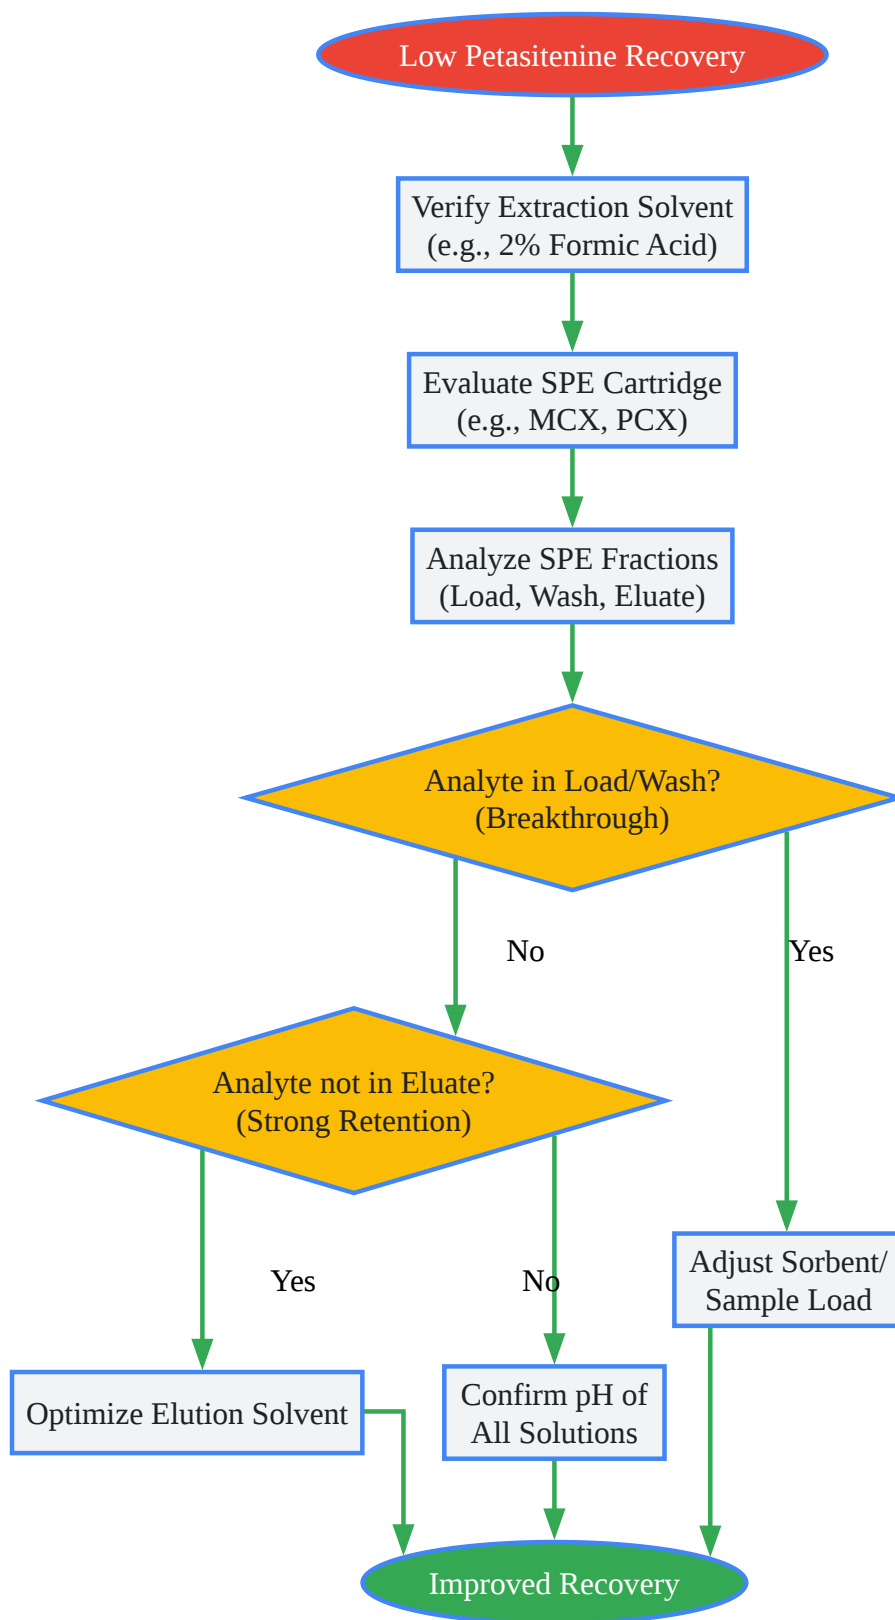 Low Petasitenine Recovery
Verify Extraction Solvent
(e.g., 2% Formic Acid)
Evaluate SPE Cartridge
(e.g., MCX, PCX)
Analyze SPE Fractions
(Load, Wash, Eluate)
Analyte in Load/Wash?
(Breakthrough)
No
Yes
Analyte not in Eluate?
(Strong Retention)
Adjust Sorbent/
Sample Load
Yes
No
Optimize Elution Solvent
Confirm pH of
All Solutions
Improved Recovery